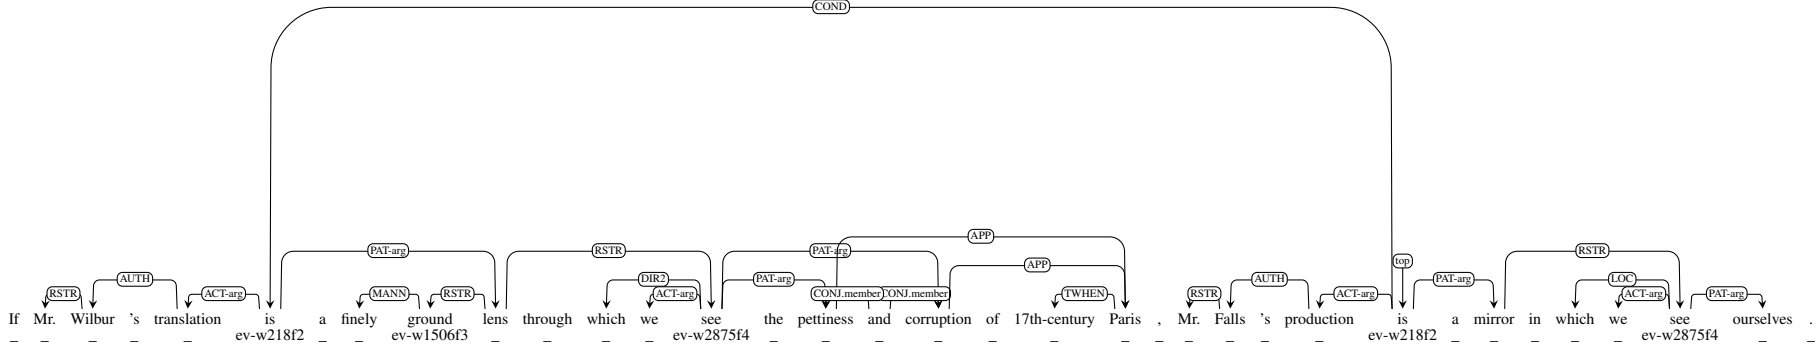 COND
APP
PAT-arg RSTR PAT-arg RSTR
APP top
AUTH DIR2 PAT-arg AUTH PAT-arg LOC
RSTR ACT-arg MANN RSTR ACT-arg CONJ.member CONJ.member TWHEN RSTR ACT-arg ACT-arg PAT-arg
If Mr. Wilbur 's translation is a finely ground lens through which we see the pettiness and corruption of 17th-century Paris , Mr. Falls 's production is a mirror in which we see ourselves .
_ _ _ _ _ ev-w218f2 _ _ ev-w1506f3 _ _ _ _ ev-w2875f4 _ _ _ _ _ _ _ _ _ _ _ _ ev-w218f2 _ _ _ _ _ ev-w2875f4 _ _